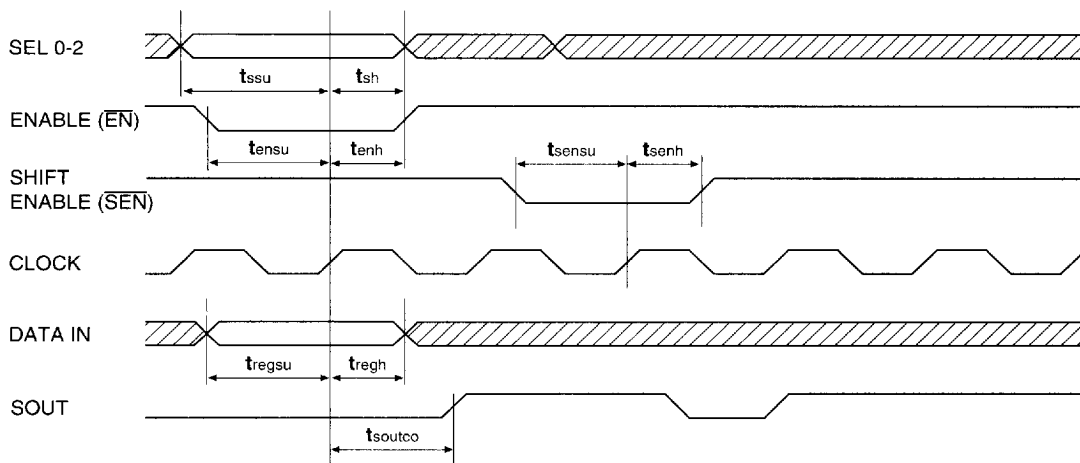 SEL 0-2
tssu
tsh
ENABLE (EN)
tensu
tenh
tsensu
tsenh
SHIFT
ENABLE (SEN)
CLOCK
DATA IN
tregsu
tregh
SOUT
tsoutco